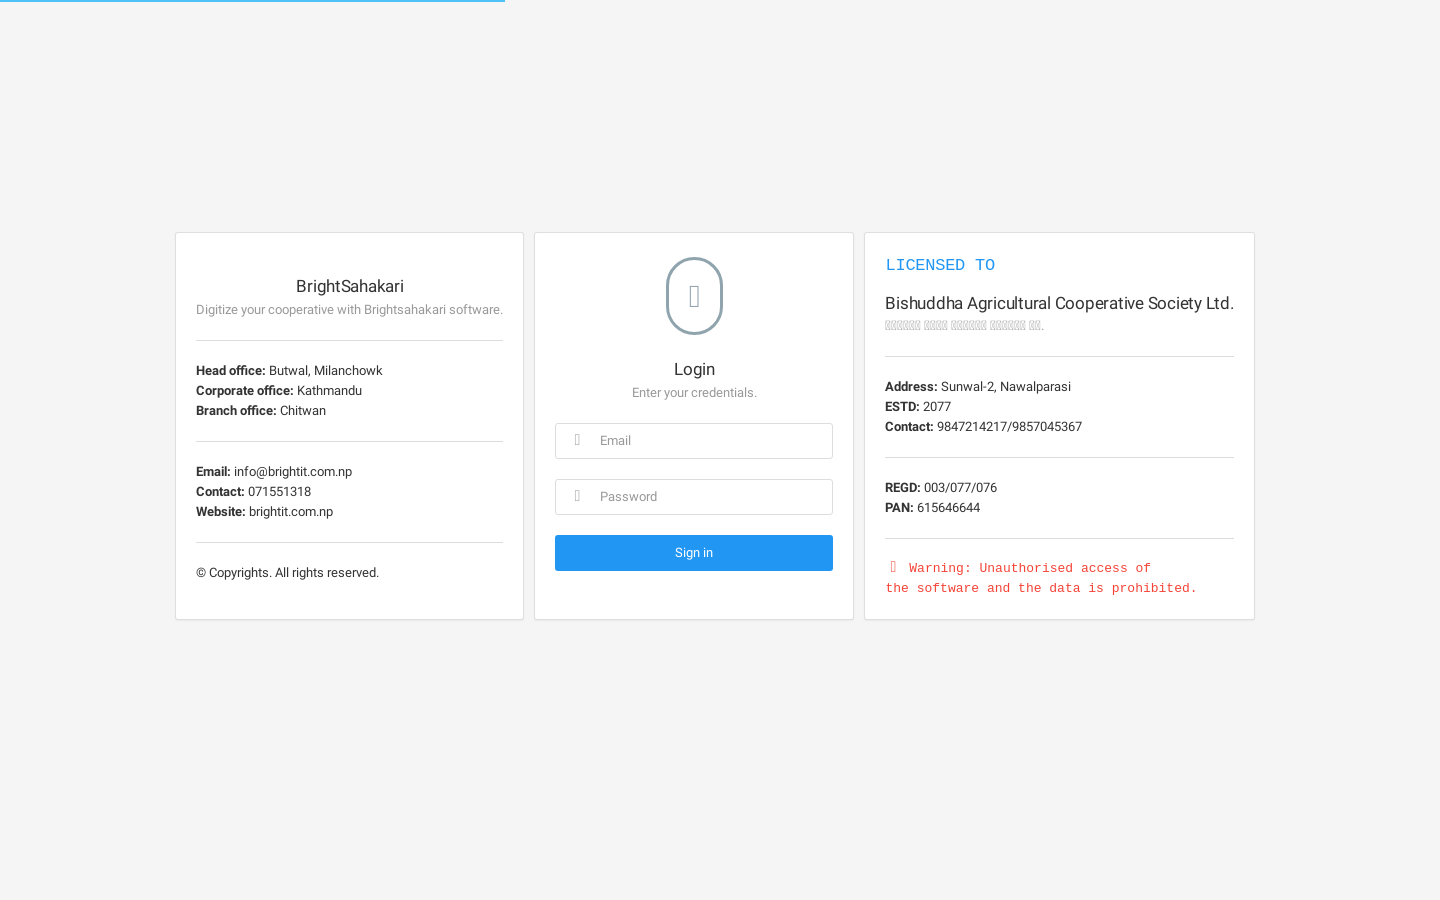 BrightSahakari
Digitize your cooperative with Brightsahakari software.
Head office: Butwal, Milanchowk
Corporate office: Kathmandu
Branch office: Chitwan
Email: info@brightit.com.np
Contact: 071551318
Website: brightit.com.np
© Copyrights. All rights reserved.
Login
Enter your credentials.
Email
Password
Sign in
LICENSED TO
Bishuddha Agricultural Cooperative Society Ltd.
Address: Sunwal-2, Nawalparasi
ESTD: 2077
Contact: 9847214217/9857045367
REGD: 003/077/076
PAN: 615646644
Warning: Unauthorised access of
the software and the data is prohibited.